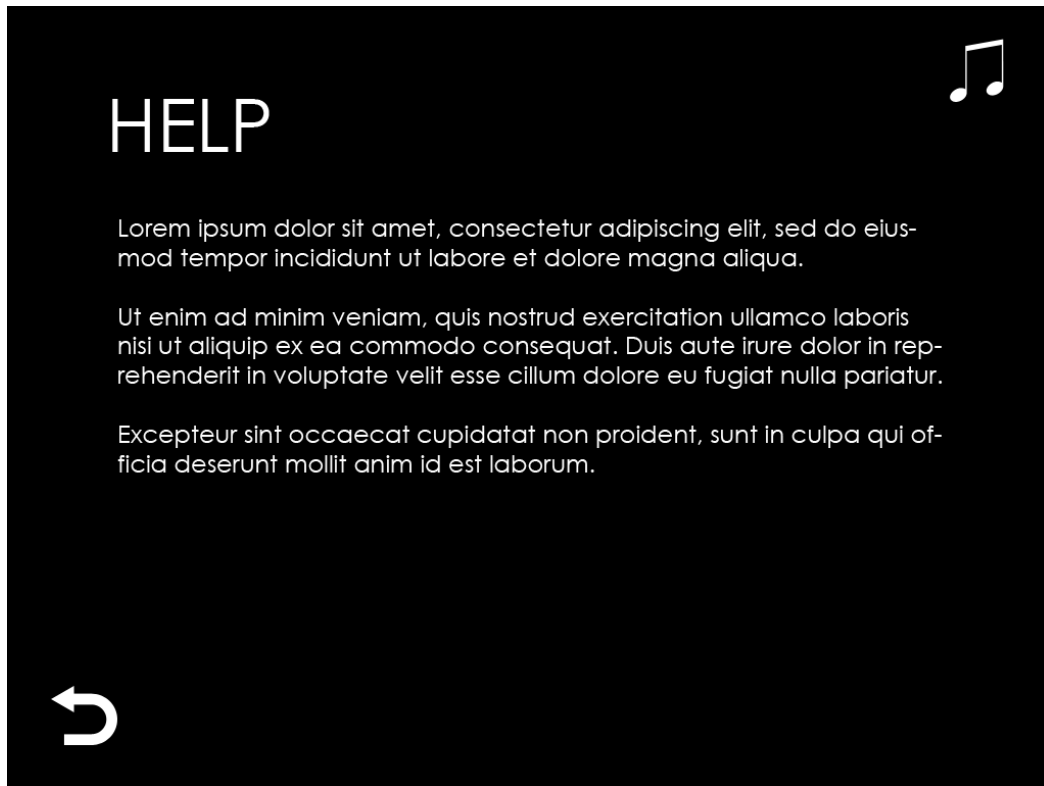 HELP
Lorem ipsum dolor sit amet, consectetur adipiscing elit, sed do eius-
mod tempor incididunt ut labore et dolore magna aliqua.
Ut enim ad minim veniam, quis nostrud exercitation ullamco laboris
nisi ut aliquip ex ea commodo consequat. Duis aute irure dolor in rep-
rehenderit in voluptate velit esse cillum dolore eu fugiat nulla pariatur.
Excepteur sint occaecat cupidatat non proident, sunt in culpa qui of-
ficia deserunt mollit anim id est laborum.